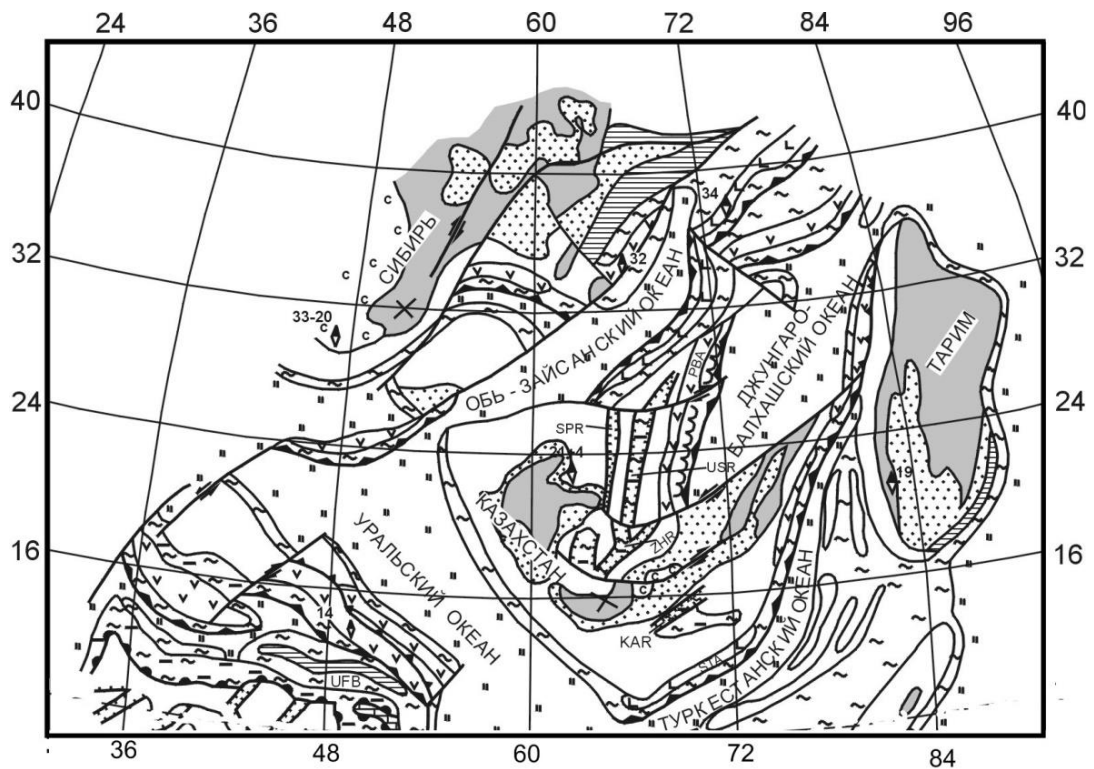 24 36 48 60 72 84 96
40 40
34
СИБИРЬ
32 32
32
33-20
ОБЬ - ЗАЙСАНСКИЙ ОКЕАН
ДЖУНГАРО-
БАЛХАШСКИЙ ОКЕАН
ТАРИМ
PBA
24 24
SPR
USR
19
КАЗАХСТАН
УРАЛЬСКИЙ ОКЕАН
16 16
ZHR
14
KAR
STA
ТУРКЕСТАНСКИЙ ОКЕАН
UFB
36 48 60 72 84